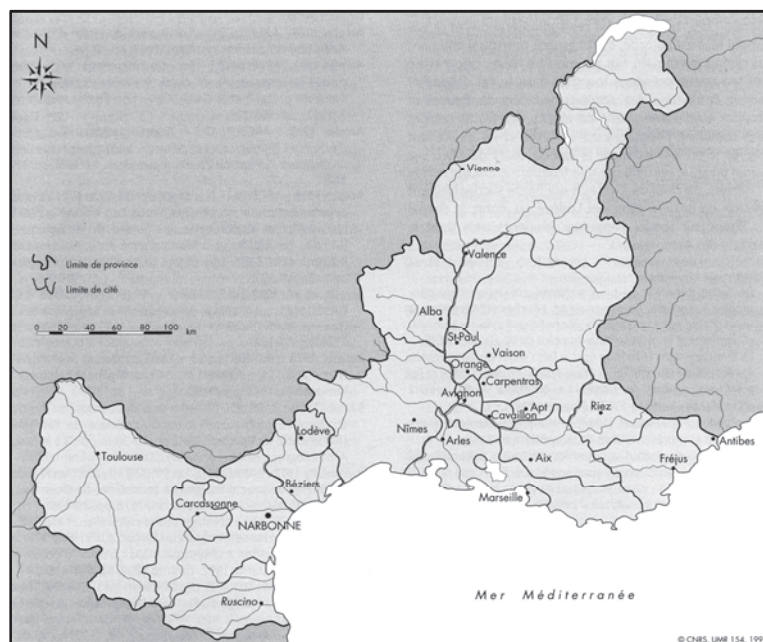 N
Vienne
Limite de province
Limite de cité
0 20 40 60 80 100 km
Valence
Alba
St-Paul
Vaison
Orange
Carpentras
Avignon
Cavaillon
Apt
Riez
Nîmes
Lodève
Arles
Antibes
Toulouse
Aix
Fréjus
Béziers
Marseille
Carcassonne
NARBONNE
Ruscino
Mer Méditerranée
© CNRS, UMR 154, 199